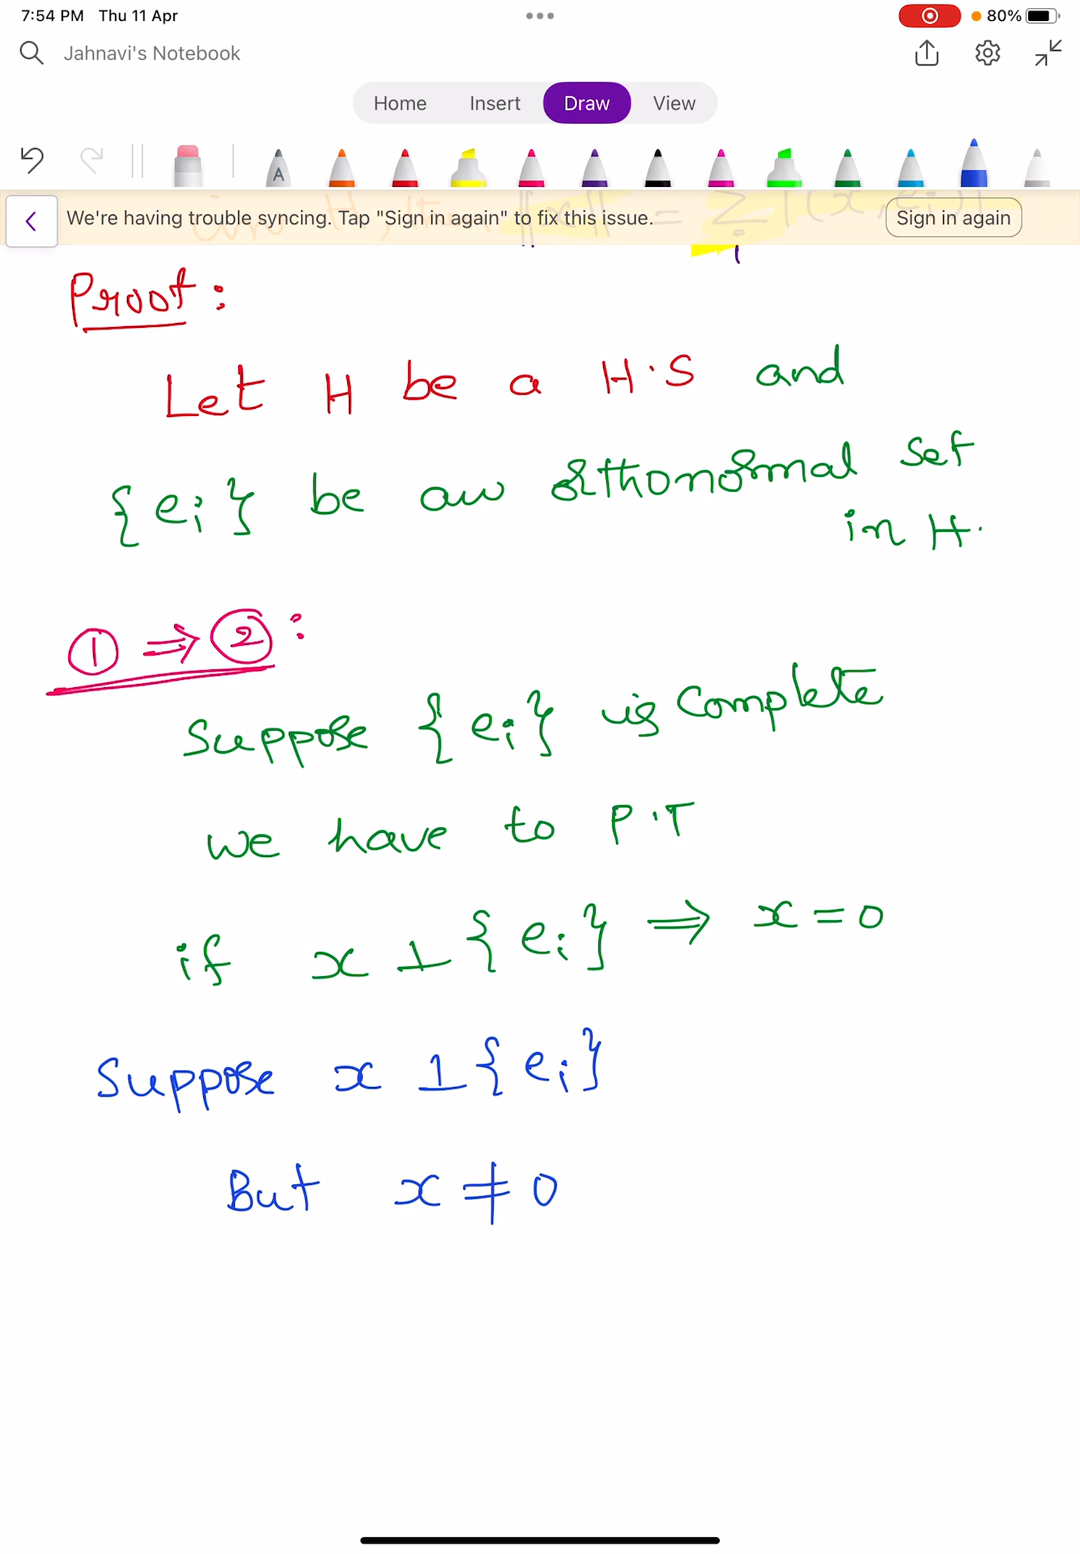 7:54 PM Thu 11 Apr
80%
Jahnavi's Notebook
Home Insert Draw View
A
We're having trouble syncing. Tap "Sign in again" to fix this issue.
Sign in again
Proof:
Let H be a H.S and
{ei} be an orthonormal set
in H.
① ⇒ ② :
Suppose {ei} is complete
we have to P.T
if x ⊥ {ei} ⇒ x = 0
Suppose x ⊥ {ei}
But x ≠ 0